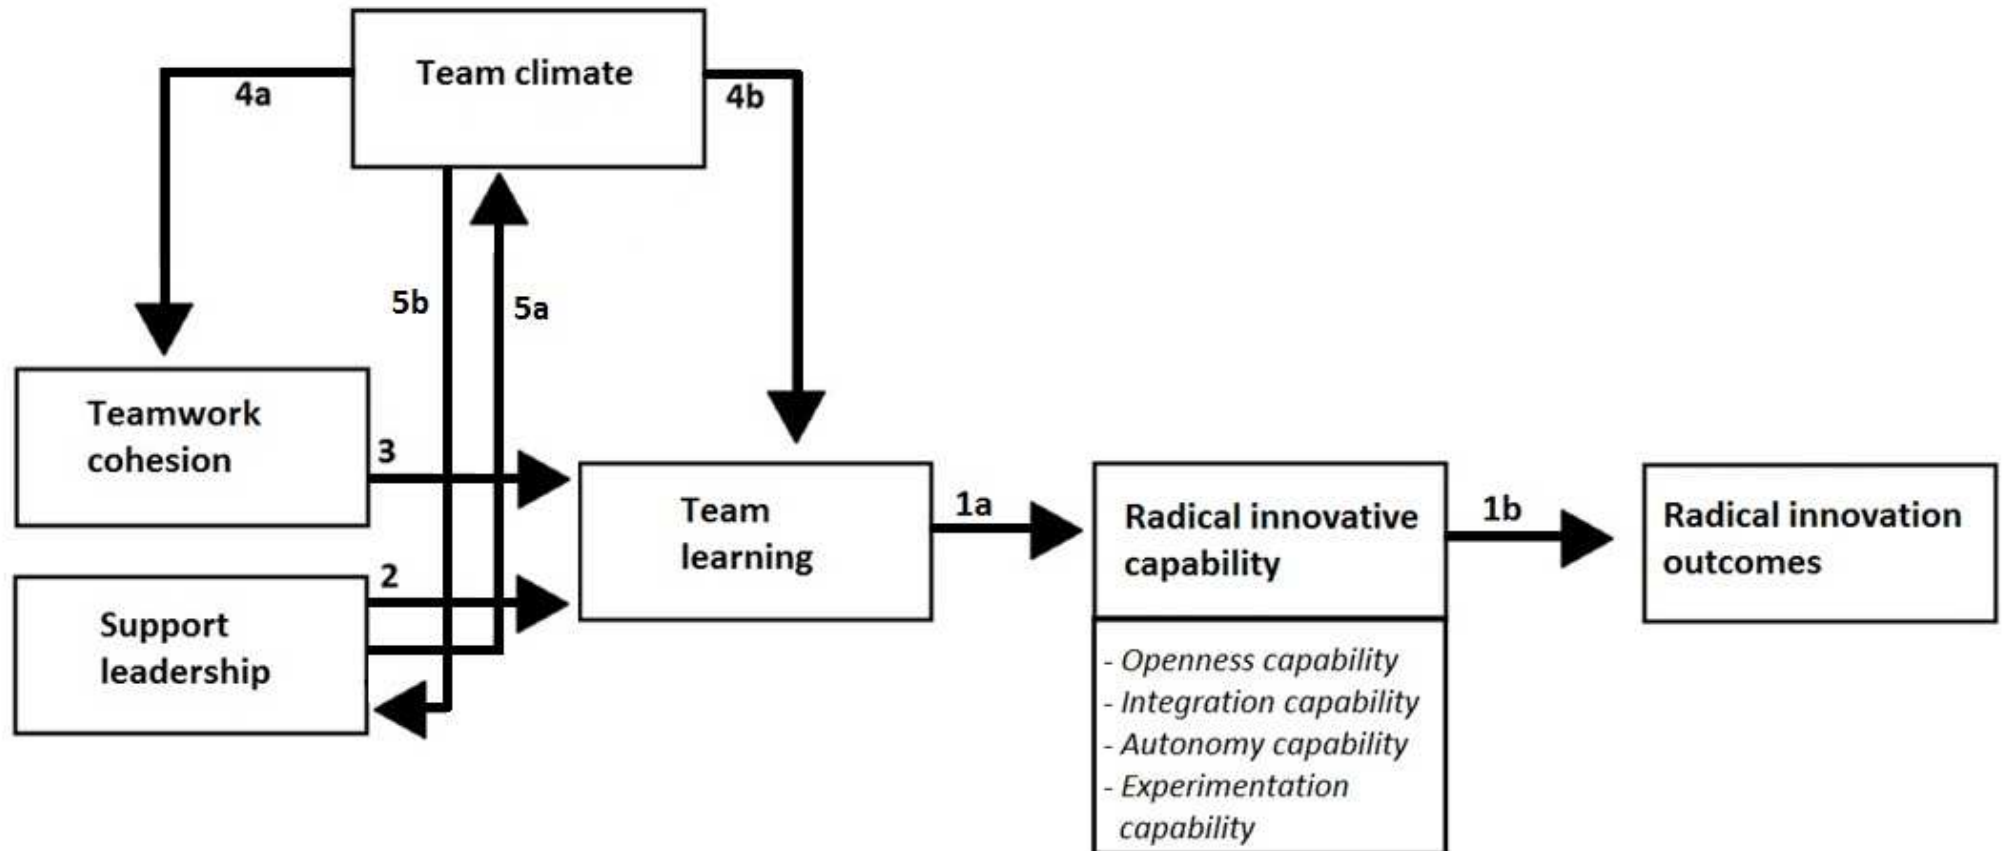 Team climate
4a
4b
5b
5a
Teamwork
cohesion
3
2
Support
leadership
Team
learning
1a
Radical innovative
capability
- Openness capability
- Integration capability
- Autonomy capability
- Experimentation
capability
1b
Radical innovation
outcomes